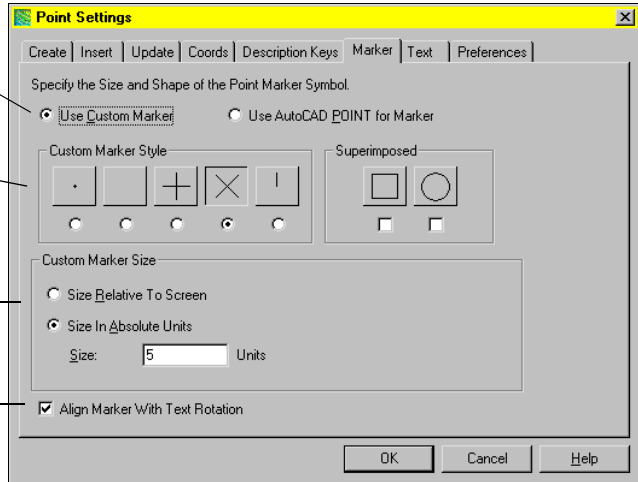 Point Settings
Create Insert Update Coords Description Keys Marker Text Preferences
Specify the Size and Shape of the Point Marker Symbol.
Use Custom Marker Use AutoCAD POINT for Marker
Custom Marker Style Superimposed
Custom Marker Size
Size Relative To Screen
Size In Absolute Units
Size: 5 Units
Align Marker With Text Rotation
OK Cancel Help